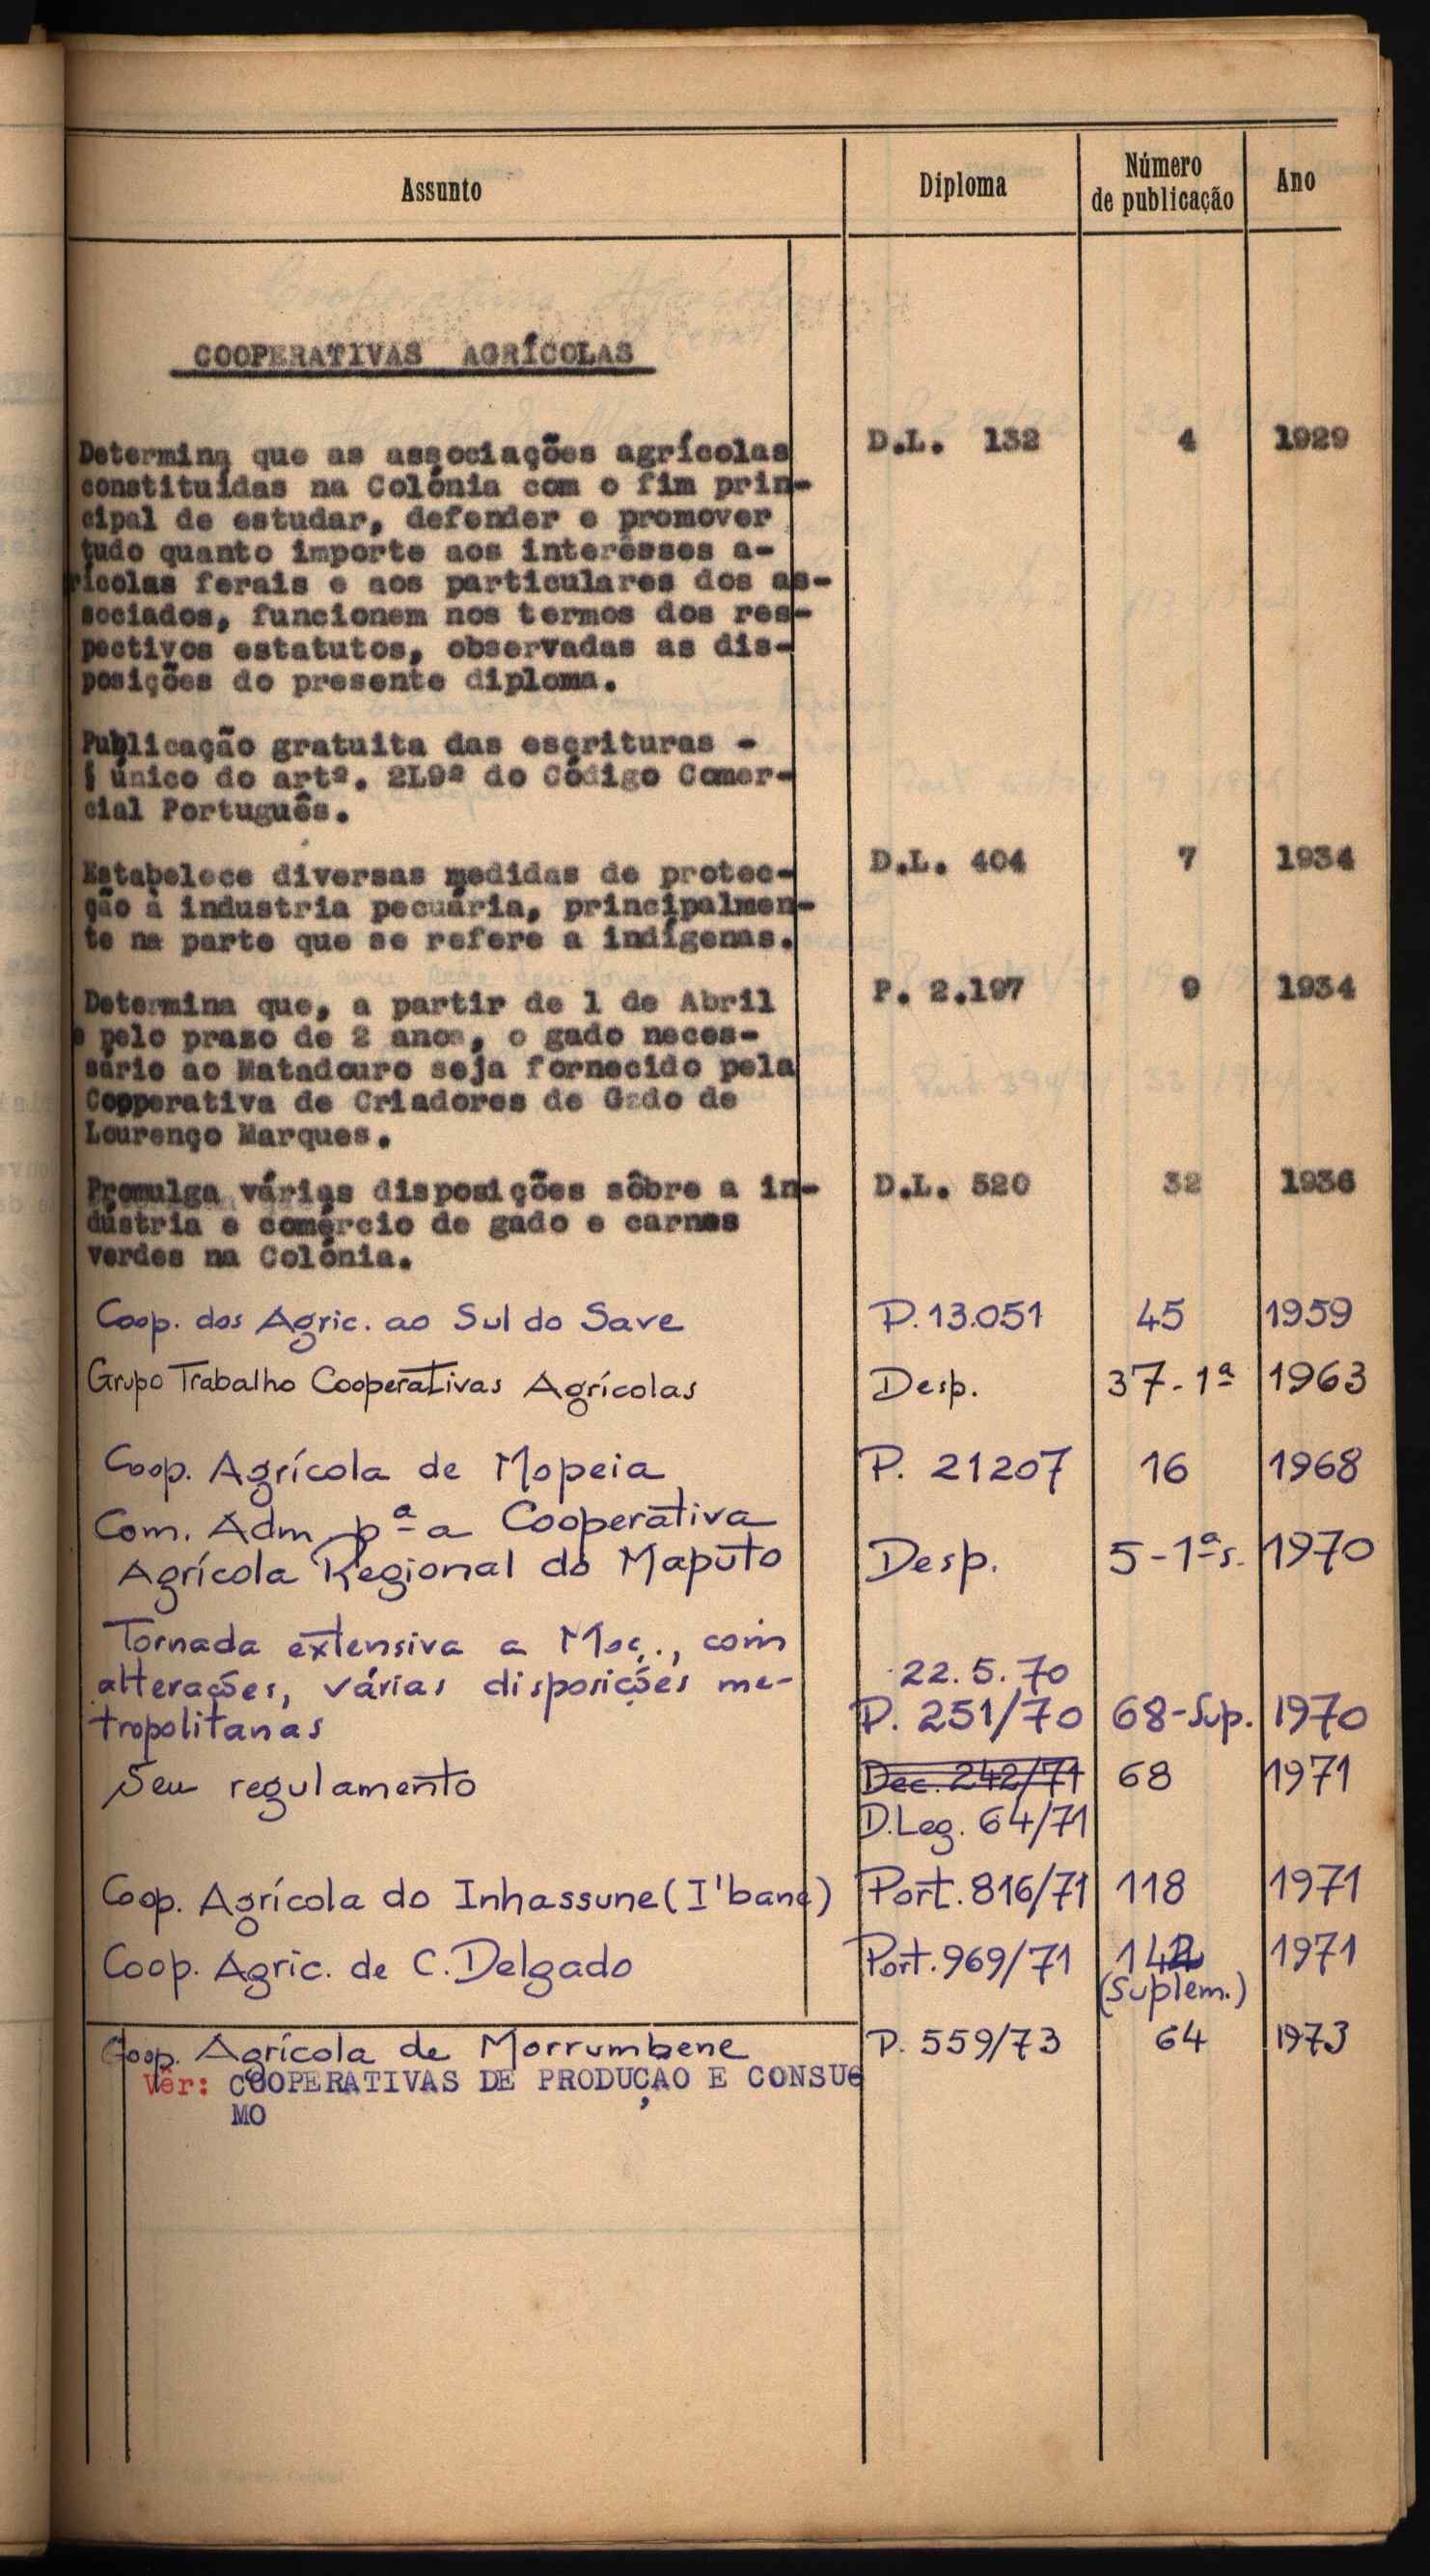 Assunto Diploma Número de publicação Ano
COOPERATIVAS AGRÍCOLAS
Determina que as associações agrícolas D.L. 132 4 1929
constituídas na Colónia com o fim prin-
cipal de estudar, defender e promover
tudo quanto importe aos interêsses a-
rícolas ferais e aos particulares dos as-
sociados, funcionem nos termos dos res-
pectivos estatutos, observadas as dis-
posições do presente diploma.
Publicação gratuita das escrituras -
§ único do artº. 2L9º do Código Comer-
cial Português.
Estabelece diversas medidas de protec- D.L. 404 7 1934
ção à industria pecuária, principalmen-
te na parte que se refere a indígenas.
Determina que, a partir de 1 de Abril P. 2.197 9 1934
e pelo prazo de 2 anos, o gado neces-
sário ao Matadouro seja fornecido pela
Copperativa de Criadores de Gado de
Lourenço Marques.
Promulga várias disposições sôbre a in- D.L. 520 32 1936
dústria e comércio de gado e carnes
verdes na Colónia.
Coop. dos Agric. ao Sul do Save P. 13.051 45 1959
Grupo Trabalho Cooperativas Agrícolas Desp. 37-1ª 1963
Coop. Agrícola de Mopeia P. 21207 16 1968
Com. Adm pª a Cooperativa
Agrícola Regional do Maputo Desp. 5-1ªs. 1970
Tornada extensiva a Moç., com
alterações, várias disposições me- 22.5.70
tropolitanas P. 251/70 68-Sup. 1970
Seu regulamento Dec. 242/71 68 1971
D.Leg. 64/71
Coop. Agrícola do Inhassune (I'bane) Port. 816/71 118 1971
Coop. Agric. de C. Delgado Port. 969/71 142 1971
(Suplem.)
Coop. Agrícola de Morrumbene P. 559/73 64 1973
Vêr: COOPERATIVAS DE PRODUÇAO E CONSU-
MO